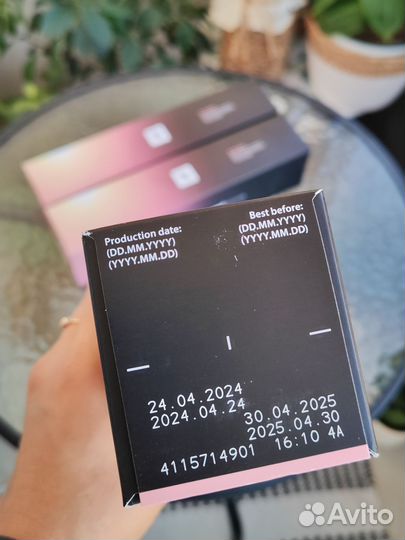 Production date:
(DD.MM.YYYY)
(YYYY.MM.DD)
Best before:
(DD.MM.YYYY)
(YYYY.MM.DD)
24.04.2024
2024.04.24
30.04.2025
2025.04.30
4115714901 16:10 4A
Avito